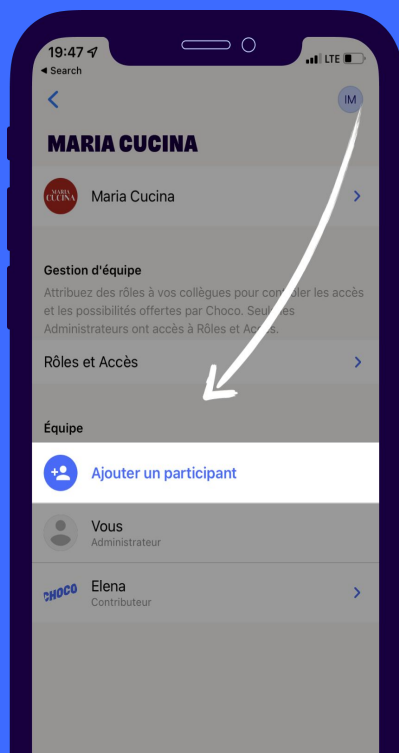 19:47
LTE
◀ Search
IM
MARIA CUCINA
MARIA
CUCINA
Maria Cucina
Gestion d'équipe
Attribuez des rôles à vos collègues pour contrôler les accès
et les possibilités offertes par Choco. Seuls les
Administrateurs ont accès à Rôles et Accès.
Rôles et Accès
Équipe
Ajouter un participant
Vous
Administrateur
CHOCO
Elena
Contributeur